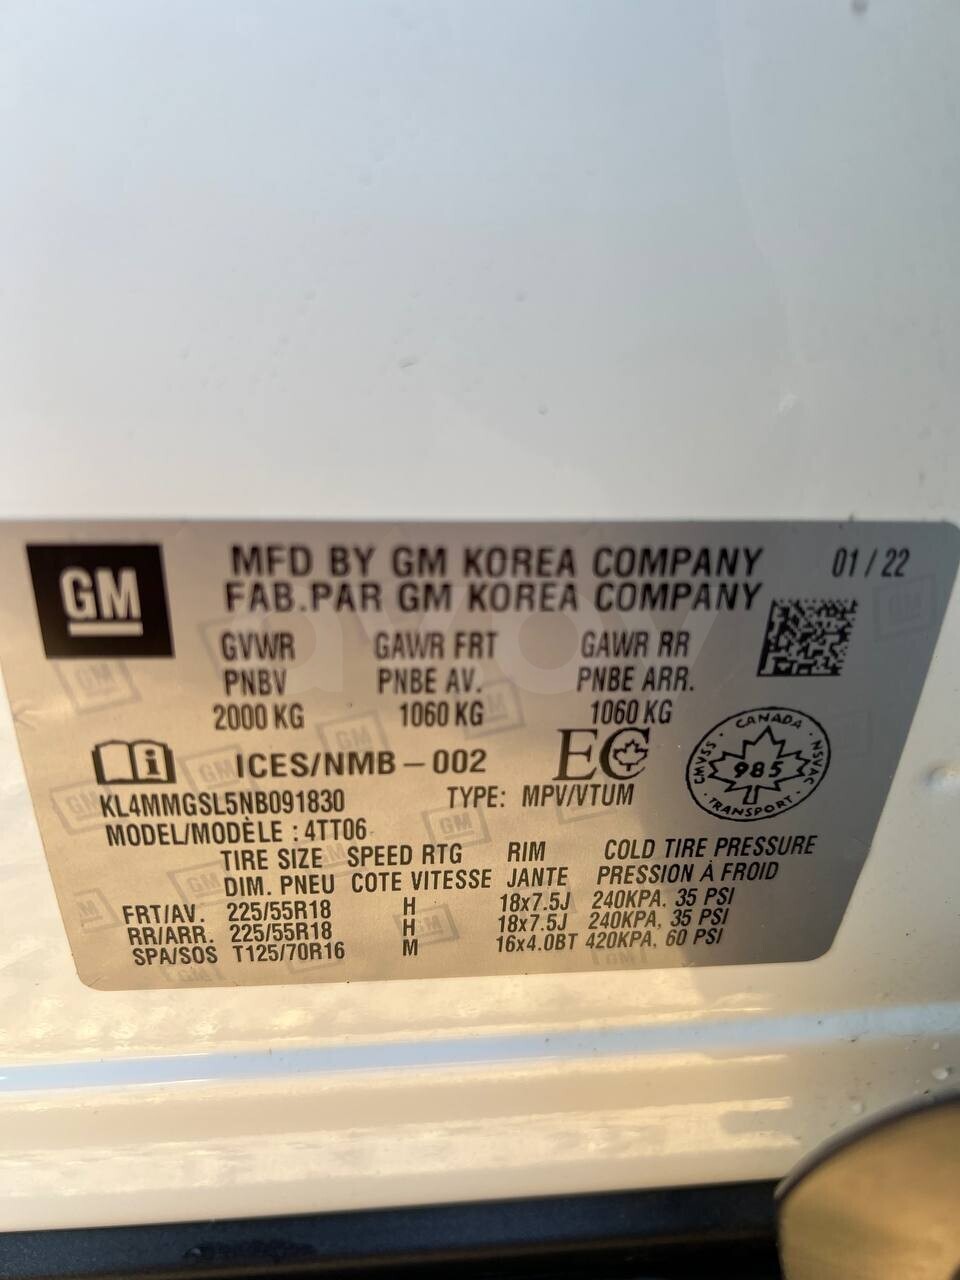 GM
MFD BY GM KOREA COMPANY 01 / 22
FAB.PAR GM KOREA COMPANY
GVWR GAWR FRT GAWR RR
PNBV PNBE AV. PNBE ARR.
2000 KG 1060 KG 1060 KG
ICES/NMB – 002 EC
CANADA
CMVSS 985 NSVAC
TRANSPORT
KL4MMGSL5NB091830 TYPE: MPV/VTUM
MODEL/MODÈLE : 4TT06
TIRE SIZE SPEED RTG RIM COLD TIRE PRESSURE
DIM. PNEU COTE VITESSE JANTE PRESSION À FROID
FRT/AV. 225/55R18 H 18x7.5J 240KPA, 35 PSI
RR/ARR. 225/55R18 H 18x7.5J 240KPA, 35 PSI
SPA/SOS T125/70R16 M 16x4.0BT 420KPA, 60 PSI